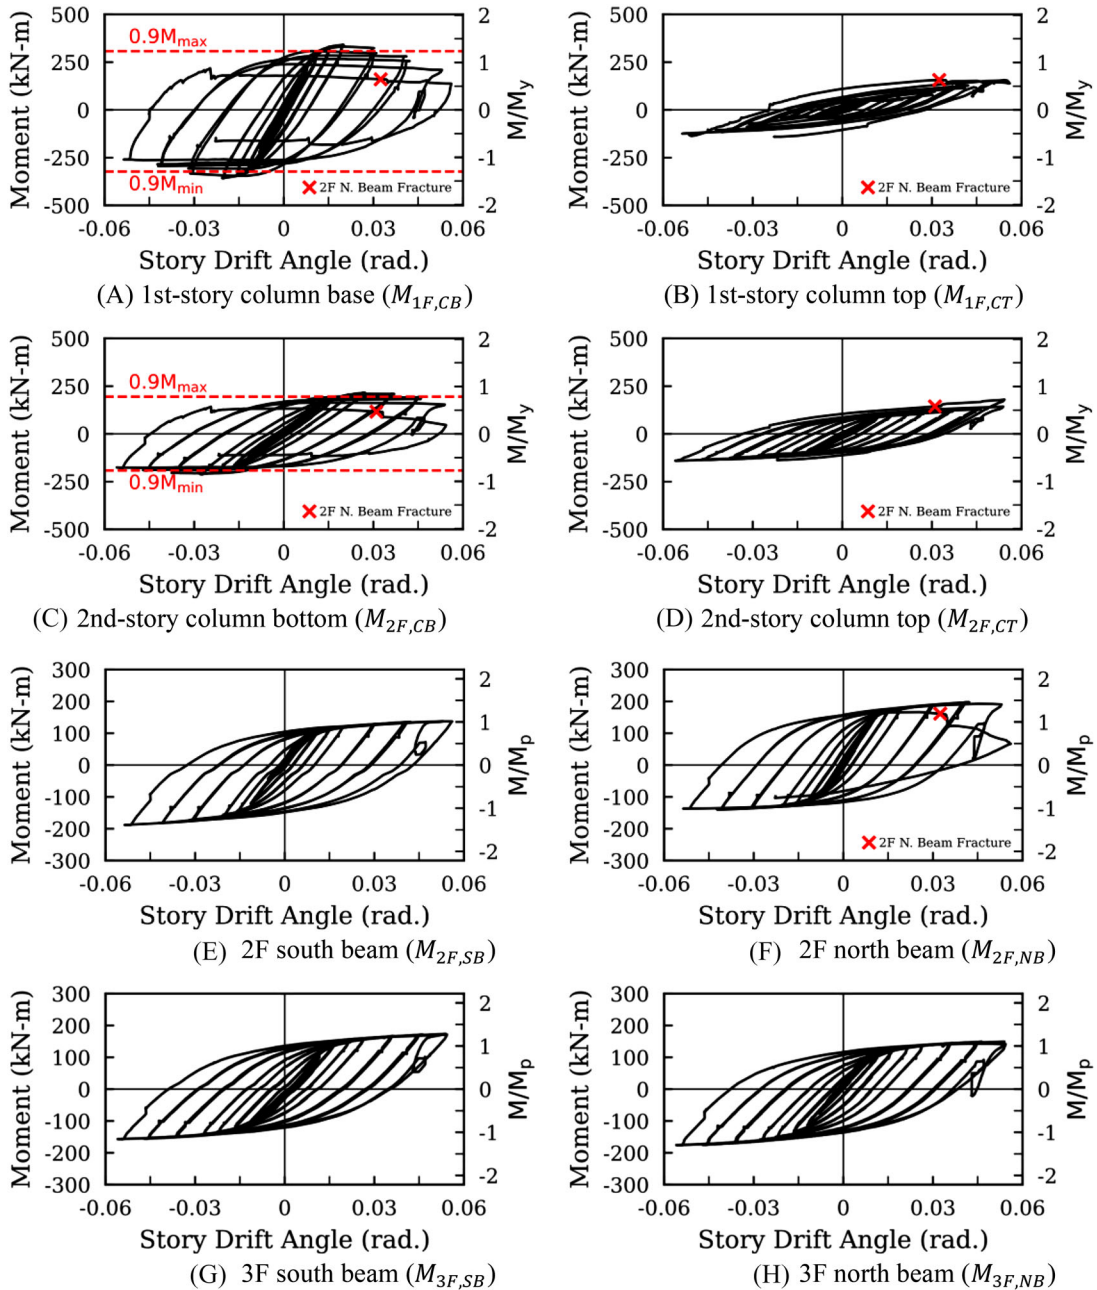 500
250
0
-250
-500
Moment (kN-m)
0.9Mmax
0.9Mmin
2F N. Beam Fracture
2
1
0
-1
-2
M/My
-0.06 -0.03 0 0.03 0.06
Story Drift Angle (rad.)
(A) 1st-story column base (M1F,CB)
500
250
0
-250
-500
Moment (kN-m)
2F N. Beam Fracture
2
1
0
-1
-2
M/My
-0.06 -0.03 0 0.03 0.06
Story Drift Angle (rad.)
(B) 1st-story column top (M1F,CT)
500
250
0
-250
-500
Moment (kN-m)
0.9Mmax
0.9Mmin
2F N. Beam Fracture
2
1
0
-1
-2
M/My
-0.06 -0.03 0 0.03 0.06
Story Drift Angle (rad.)
(C) 2nd-story column bottom (M2F,CB)
500
250
0
-250
-500
Moment (kN-m)
2F N. Beam Fracture
2
1
0
-1
-2
M/My
-0.06 -0.03 0 0.03 0.06
Story Drift Angle (rad.)
(D) 2nd-story column top (M2F,CT)
300
200
100
0
-100
-200
-300
Moment (kN-m)
2
1
0
-1
-2
M/Mp
-0.06 -0.03 0 0.03 0.06
Story Drift Angle (rad.)
(E) 2F south beam (M2F,SB)
300
200
100
0
-100
-200
-300
Moment (kN-m)
2F N. Beam Fracture
2
1
0
-1
-2
M/Mp
-0.06 -0.03 0 0.03 0.06
Story Drift Angle (rad.)
(F) 2F north beam (M2F,NB)
300
200
100
0
-100
-200
-300
Moment (kN-m)
2
1
0
-1
-2
M/Mp
-0.06 -0.03 0 0.03 0.06
Story Drift Angle (rad.)
(G) 3F south beam (M3F,SB)
300
200
100
0
-100
-200
-300
Moment (kN-m)
2
1
0
-1
-2
M/Mp
-0.06 -0.03 0 0.03 0.06
Story Drift Angle (rad.)
(H) 3F north beam (M3F,NB)